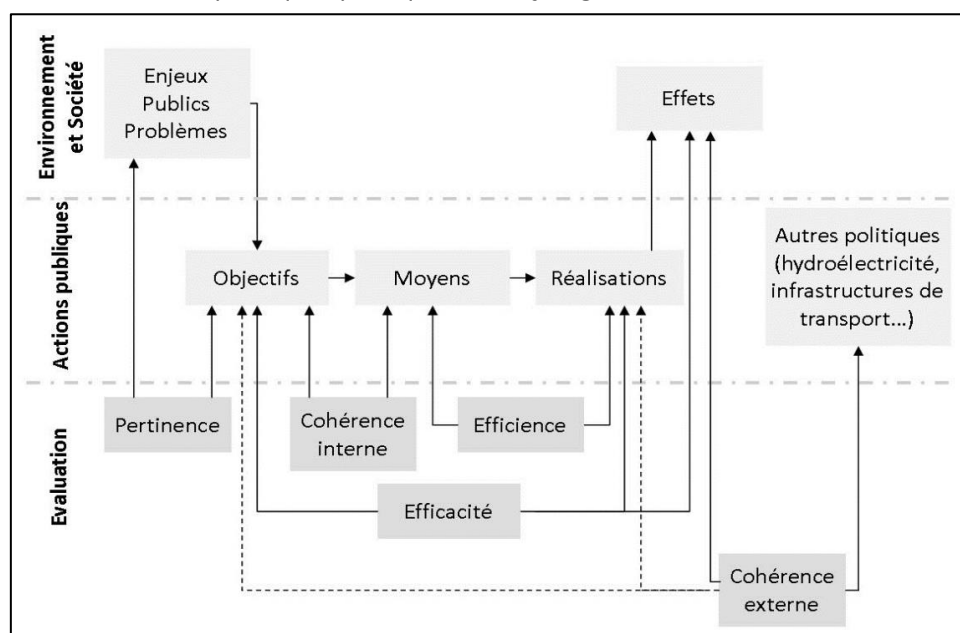 Environnement
et Société
Enjeux
Publics
Problèmes
Effets
Actions publiques
Objectifs
Moyens
Réalisations
Autres politiques
(hydroélectricité,
infrastructures de
transport...)
Evaluation
Pertinence
Cohérence
interne
Efficience
Efficacité
Cohérence
externe